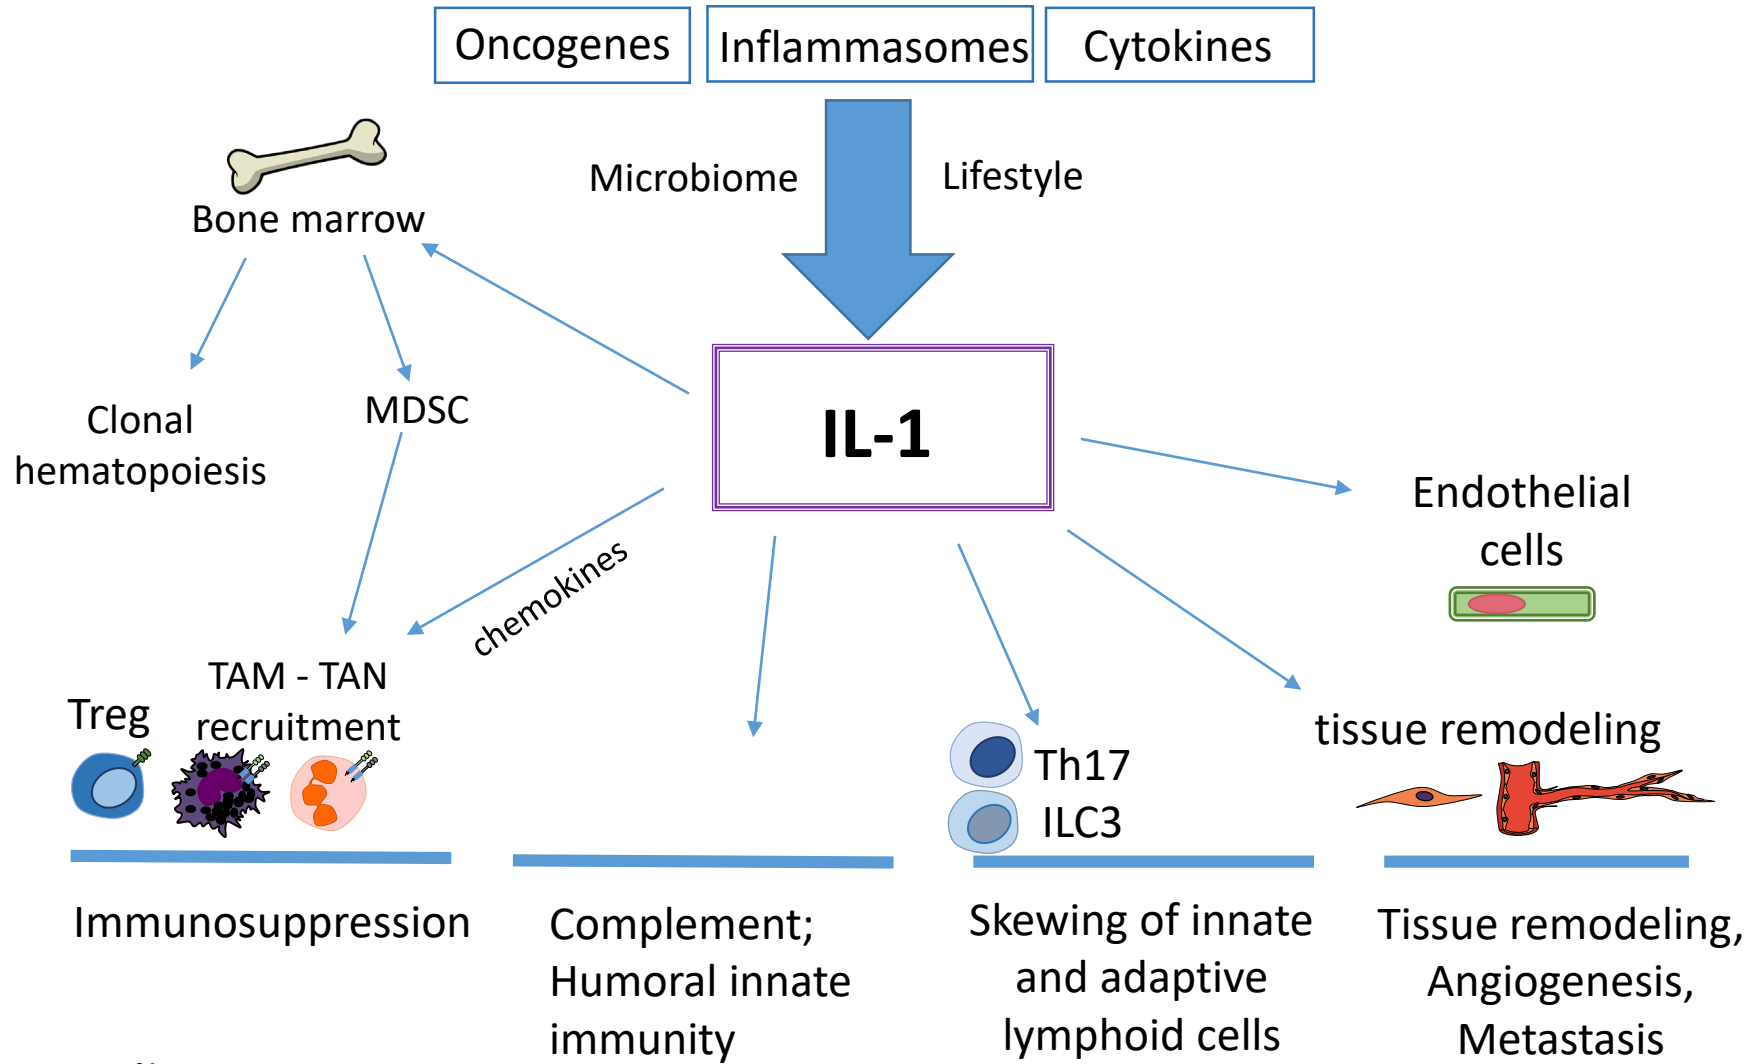 Oncogenes
Inflammasomes
Cytokines
Microbiome
Lifestyle
Bone marrow
IL-1
Clonal
hematopoiesis
MDSC
chemokines
Endothelial
cells
TAM - TAN
recruitment
Treg
Th17
ILC3
tissue remodeling
Immunosuppression
Complement;
Humoral innate
immunity
Skewing of innate
and adaptive
lymphoid cells
Tissue remodeling,
Angiogenesis,
Metastasis